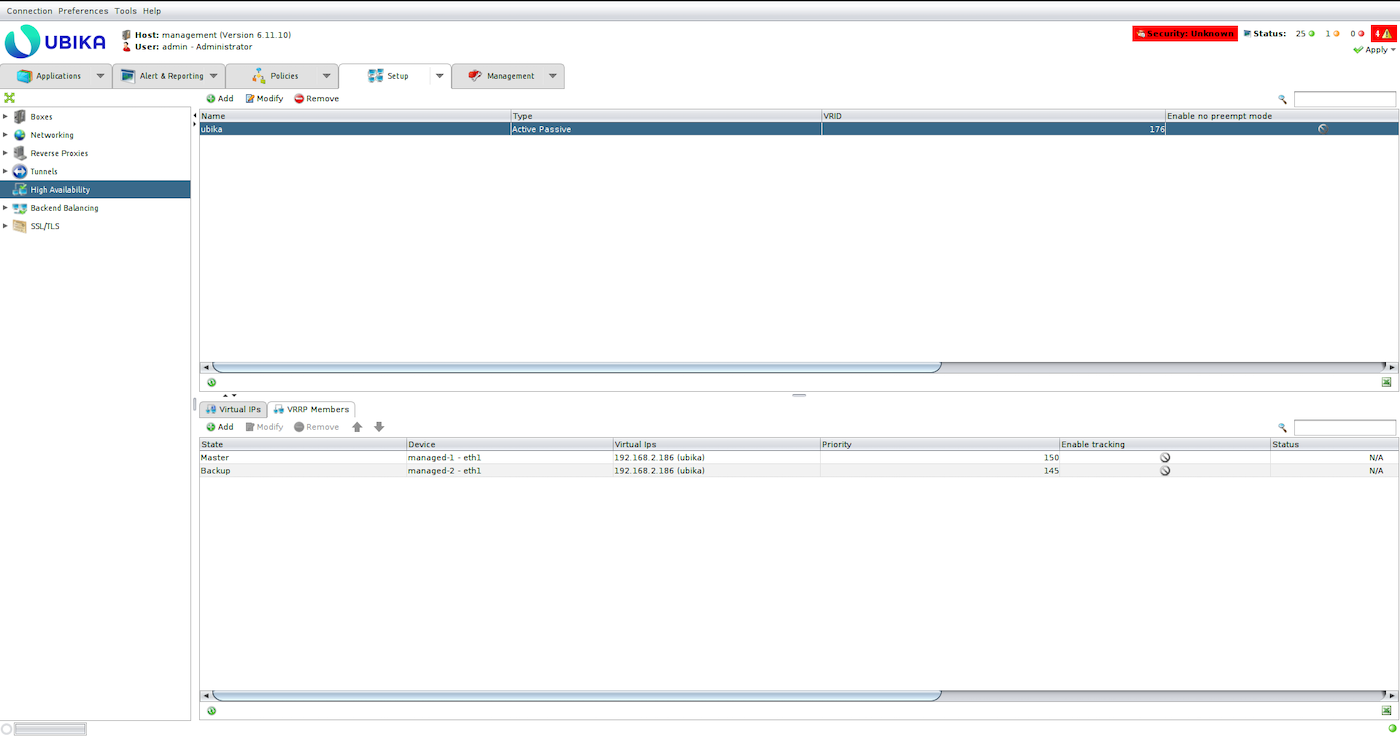 Connection Preferences Tools Help
UBIKA
Host: management (Version 6.11.10)
User: admin - Administrator
Security: Unknown Status: 25 1 0 4
Apply
Applications Alert & Reporting Policies Setup Management
Add Modify Remove
Boxes
Networking
Reverse Proxies
Tunnels
High Availability
Backend Balancing
SSL/TLS
Name Type VRID Enable no preempt mode
ubika Active Passive 176
Virtual IPs VRRP Members
Add Modify Remove
State Device Virtual Ips Priority Enable tracking Status
Master managed-1 - eth1 192.168.2.186 (ubika) 150 N/A
Backup managed-2 - eth1 192.168.2.186 (ubika) 145 N/A